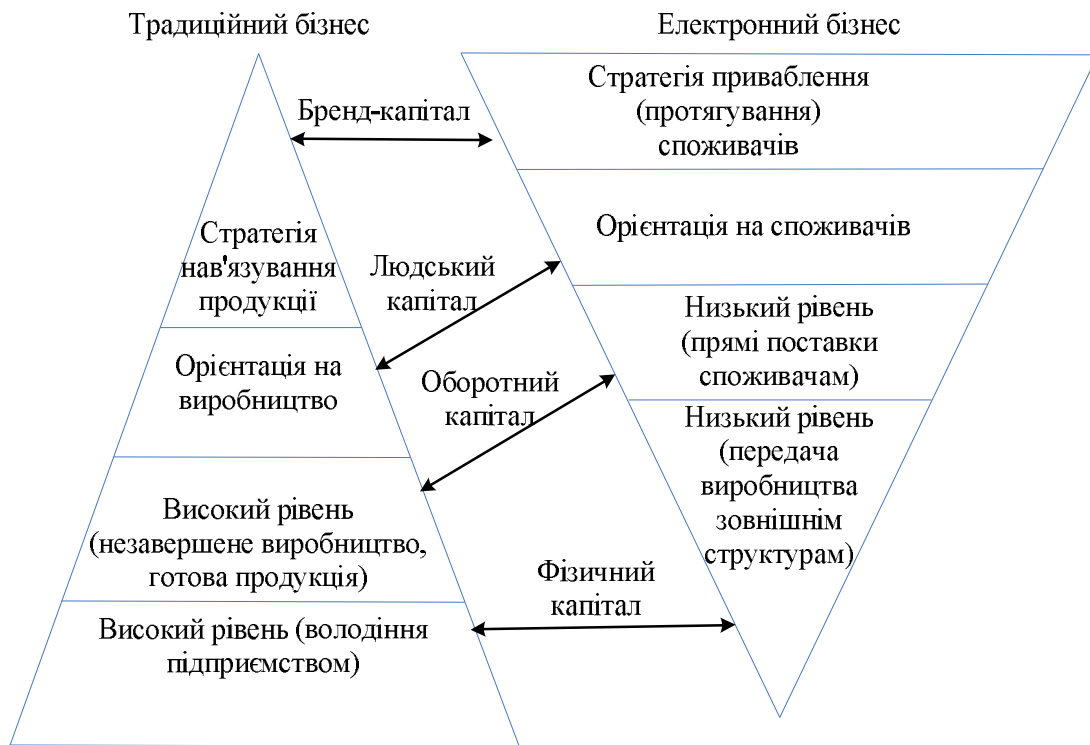 Традиційний бізнес
Електронний бізнес
Бренд-капітал
Стратегія приваблення
(протягування)
споживачів
Орієнтація на споживачів
Стратегія
нав'язування
продукції
Людський
капітал
Низький рівень
(прямі поставки
споживачам)
Орієнтація на
виробництво
Оборотний
капітал
Низький рівень
(передача
виробництва
зовнішнім
структурам)
Високий рівень
(незавершене виробництво,
готова продукція)
Фізичний
капітал
Високий рівень (володіння
підприємством)